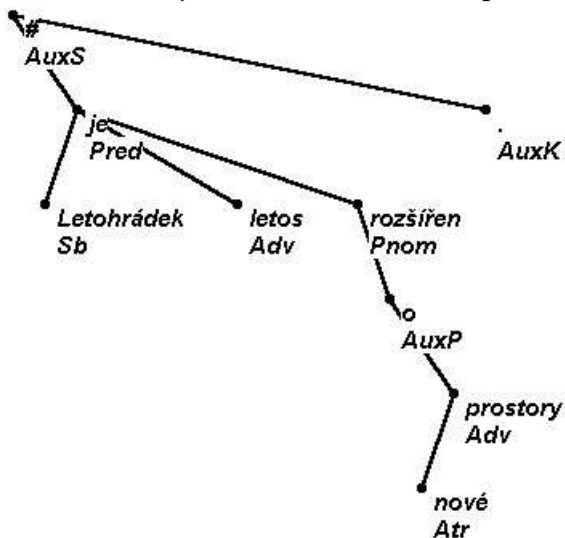 #
AuxS
je
Pred
.
AuxK
Letohrádek
Sb
letos
Adv
rozšířen
Pnom
o
AuxP
prostory
Adv
nové
Atr